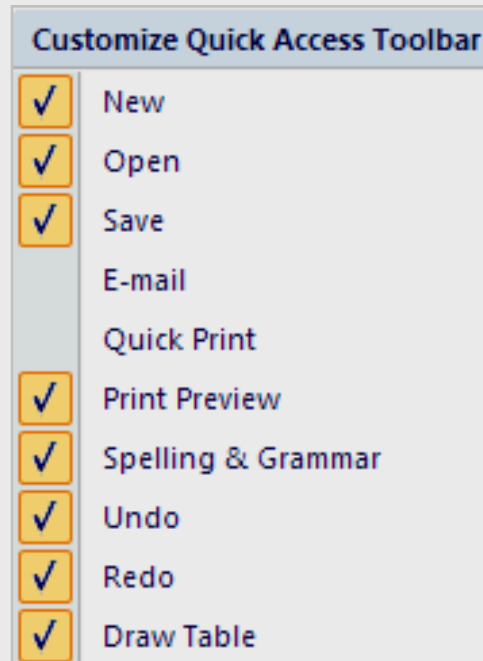 Customize Quick Access Toolbar
New
Open
Save
E-mail
Quick Print
Print Preview
Spelling & Grammar
Undo
Redo
Draw Table